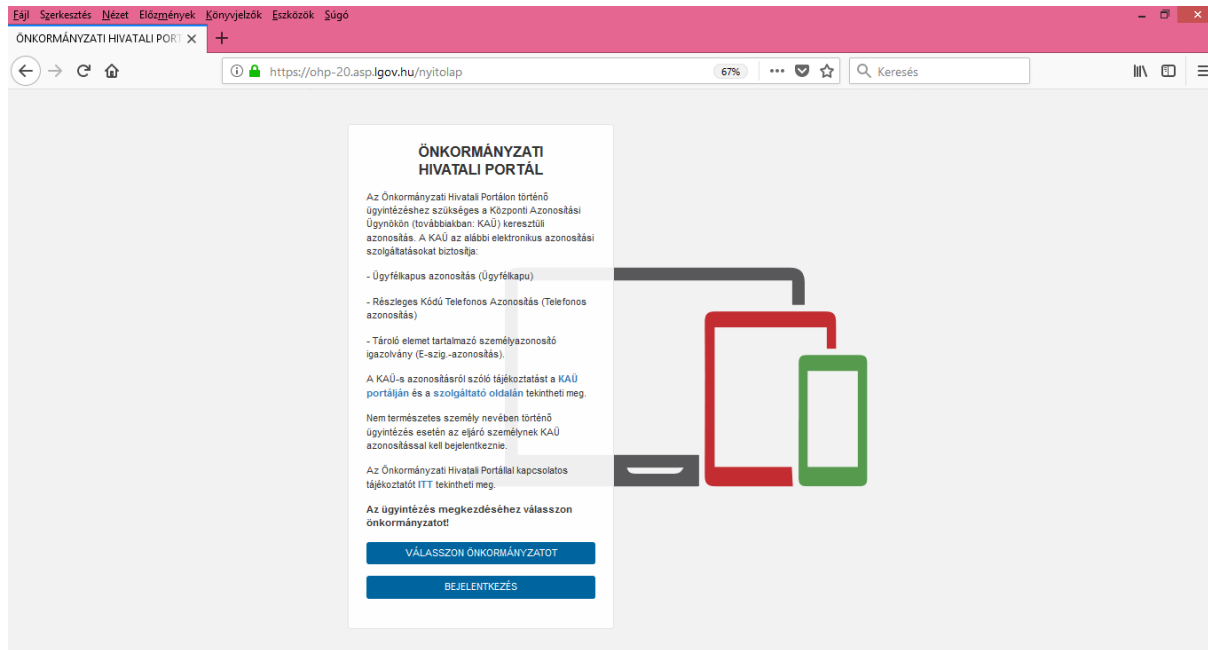 Fájl Szerkesztés Nézet Előzmények Könyvjelzők Eszközök Súgó
ÖNKORMÁNYZATI HIVATALI PORT
https://ohp-20.asp.lgov.hu/nyitolap
67%
Keresés
ÖNKORMÁNYZATI
HIVATALI PORTÁL
Az Önkormányzati Hivatali Portálon történő
ügyintézéshez szükséges a Központi Azonosítási
Ügynökön (továbbiakban: KAÜ) keresztüli
azonosítás. A KAÜ az alábbi elektronikus azonosítási
szolgáltatásokat biztosítja:
- Ügyfélkapus azonosítás (Ügyfélkapu)
- Részleges Kódú Telefonos Azonosítás (Telefonos
azonosítás)
- Tároló elemet tartalmazó személyazonosító
igazolvány (E-szig.-azonosítás).
A KAÜ-s azonosításról szóló tájékoztatást a KAÜ
portálján és a szolgáltató oldalán tekintheti meg.
Nem természetes személy nevében történő
ügyintézés esetén az eljáró személynek KAÜ
azonosítással kell bejelentkeznie.
Az Önkormányzati Hivatali Portállal kapcsolatos
tájékoztatót ITT tekintheti meg.
Az ügyintézés megkezdéséhez válasszon
önkormányzatot!
VÁLASSZON ÖNKORMÁNYZATOT
BEJELENTKEZÉS